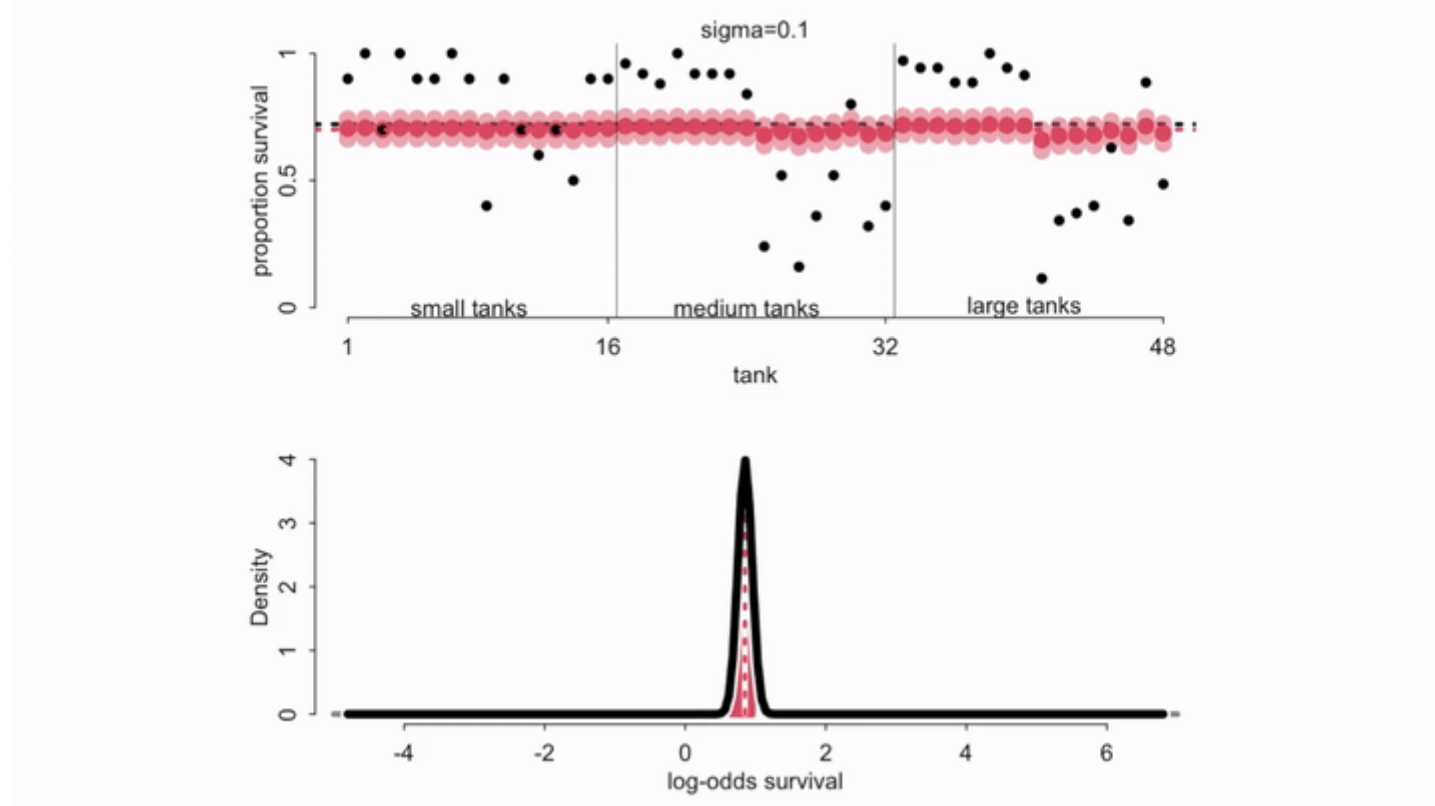 sigma=0.1
proportion survival
1
0.5
0
small tanks
medium tanks
large tanks
1 16 32 48
tank
Density
4
3
2
1
0
-4 -2 0 2 4 6
log-odds survival